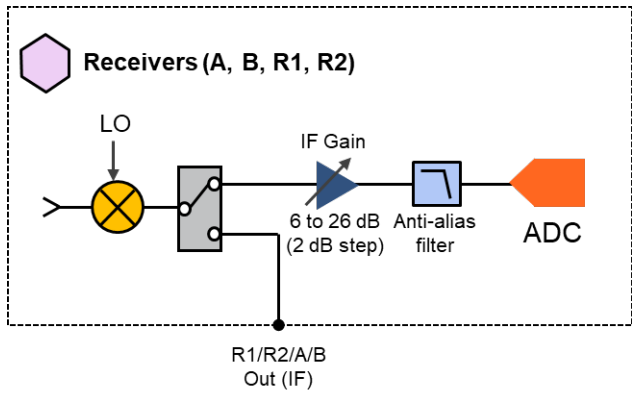 Receivers (A, B, R1, R2)
LO
IF Gain
6 to 26 dB
(2 dB step)
Anti-alias
filter
ADC
R1/R2/A/B
Out (IF)